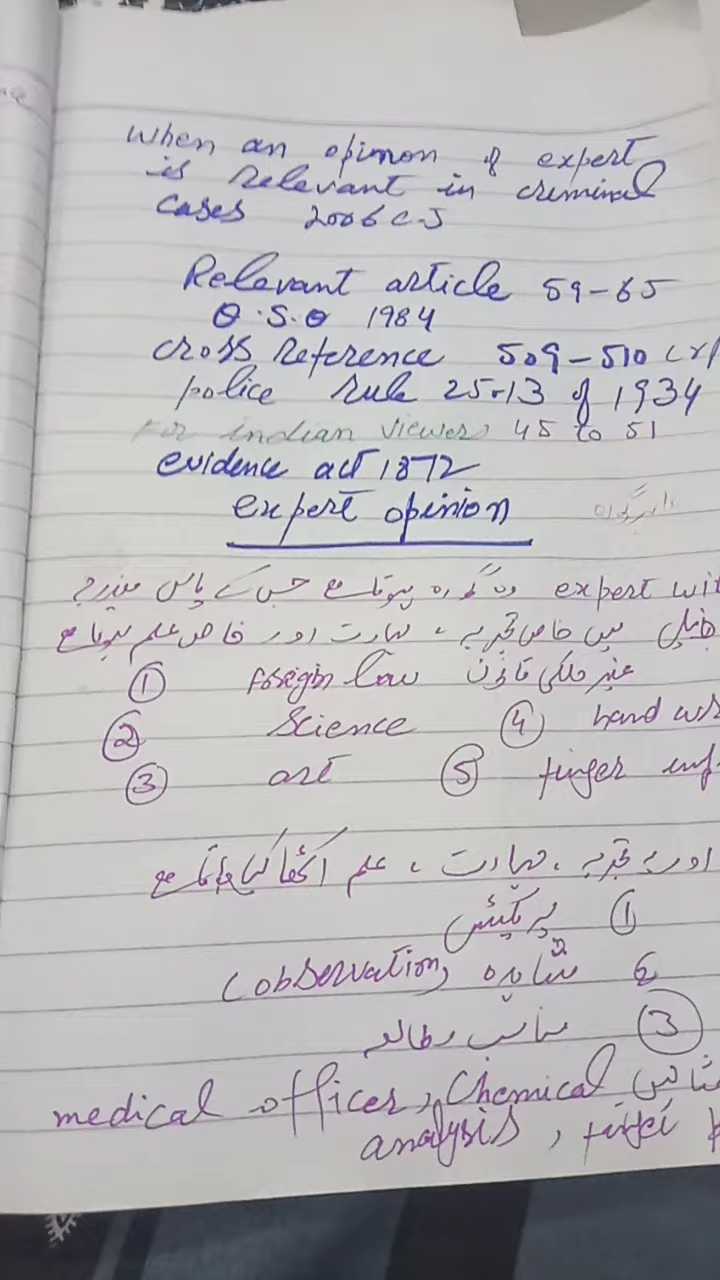 When an opinion of expert
is relevant in criminal
cases 2006 C.J
Relevant article 59-65
Q.S.O 1984
cross reference 509-510 crp
police rule 25.13 of 1934
For indian viewers 45 to 51
evidence act 1872
expert opinion
expert wit وہ گواہ ہوتا ہے جس کے پاس مندرجہ
ذیل میں خاص تجربہ، مہارت اور خاص علم ہوتا ہے
① foreign law غیر ملکی قانون
② Science ④ hand wr
③ art ⑤ finger imp
اور یہ تجربہ، مہارت، علم اکٹھا کیا جاتا ہے
① پریکٹس
2 مشاہدہ (observation)
③ مناسب مطالعہ
medical officer, Chemical مثالیں
analysis, finger p